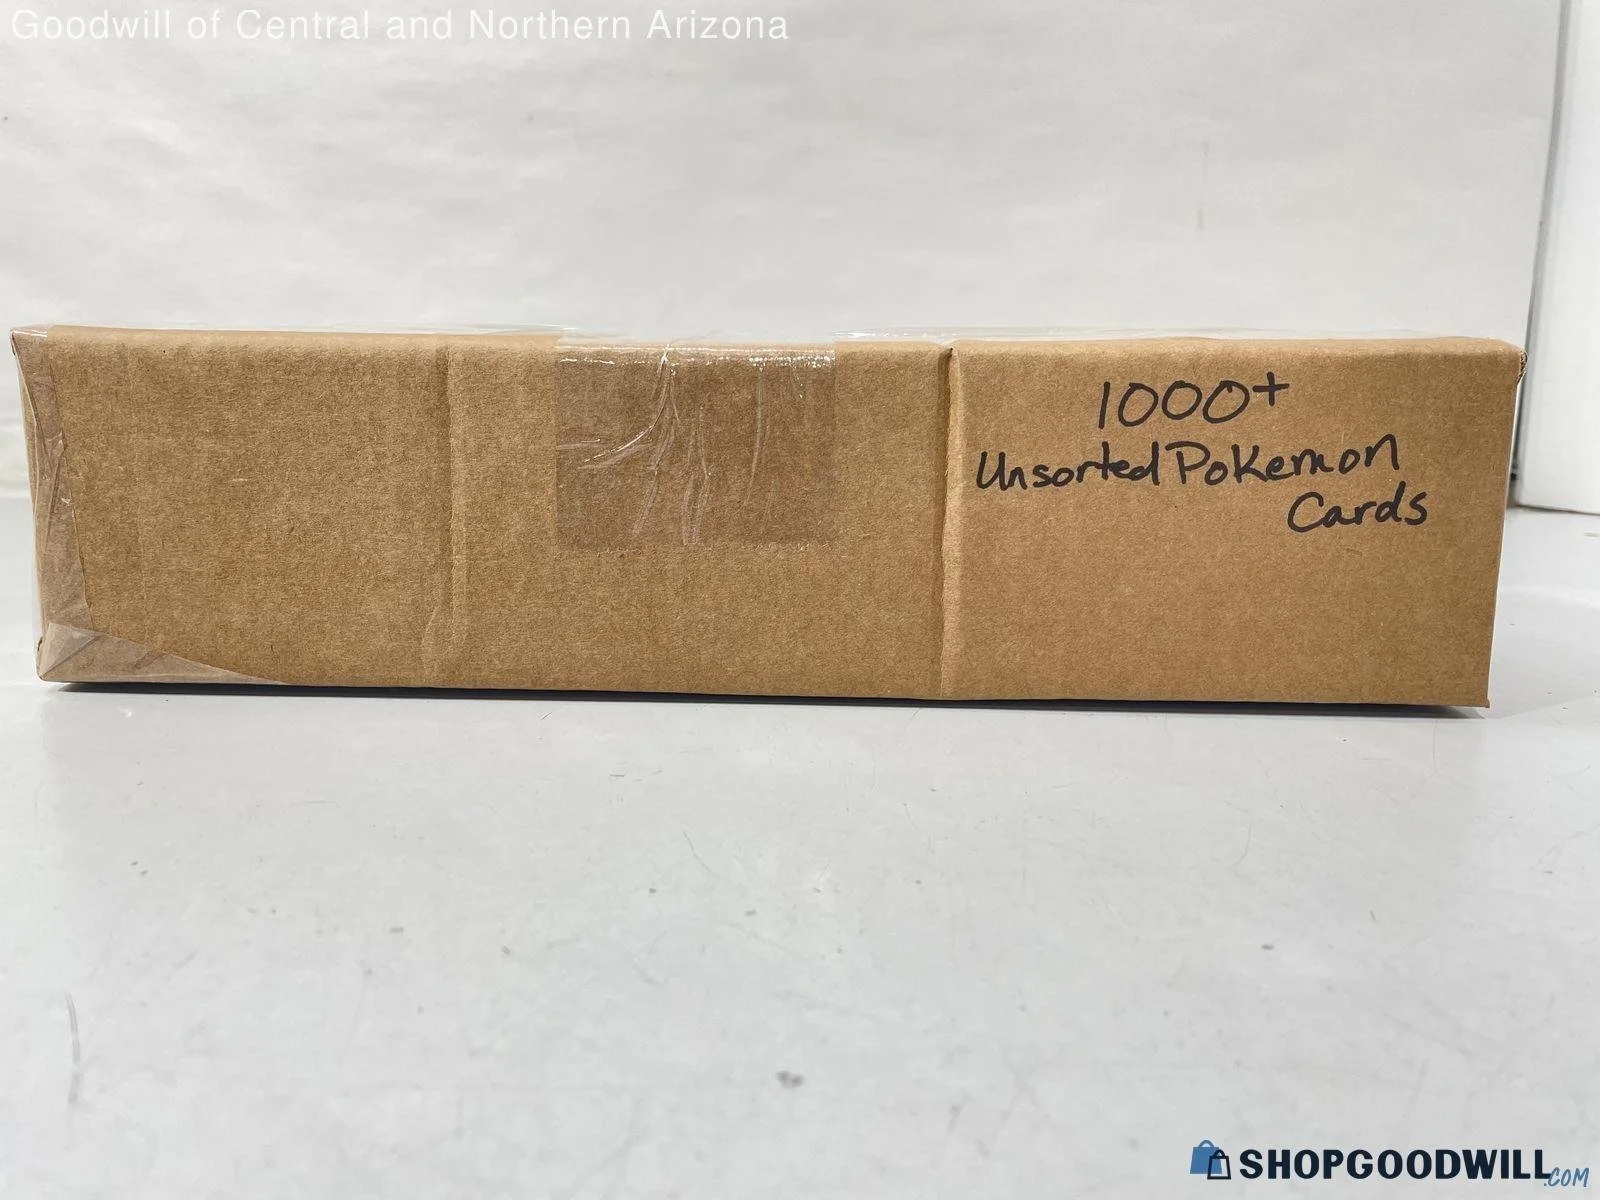 Goodwill of Central and Northern Arizona
1000+
Unsorted Pokemon
Cards
SHOPGOODWILL.COM